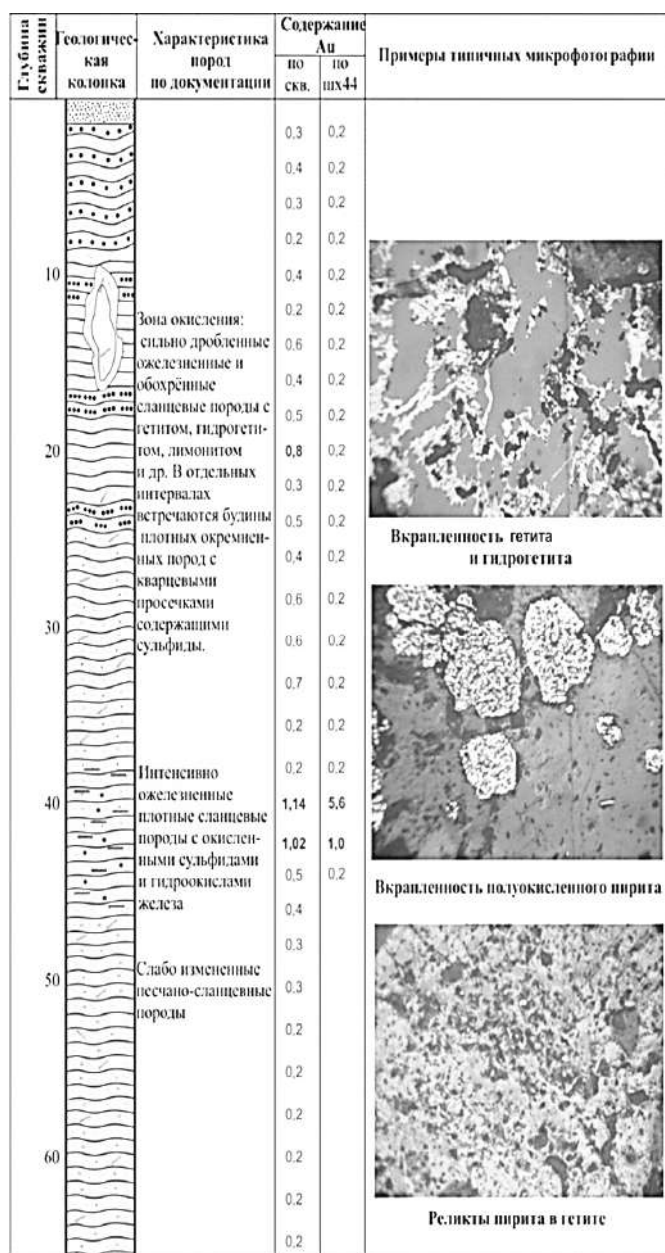 Глубина скважин
Геологичес-
кая
колонка
Характеристика
пород
по документации
Содержание
Au
по
скв.
по
шх44
Примеры типичных микрофотографии
0,3 0,2
0,4 0,2
0,3 0,2
0,2 0,2
10
0,4 0,2
0,2 0,2
0,6 0,2
0,4 0,2
0,5 0,2
20
0,8 0,2
0,3 0,2
0,5 0,2
0,4 0,2
0,6 0,2
30
0,6 0,2
0,7 0,2
0,2 0,2
0,2 0,2
40
1,14 5,6
1,02 1,0
0,5 0,2
0,4
0,3
50
0,3
0,2
0,2
0,2
60
0,2
0,2
0,2
Зона окисления:
сильно дробленные
ожелезненные и
обохрённые
сланцевые породы с
гетитом, гидрогети-
том, лимонитом
и др. В отдельных
интервалах
встречаются будины
плотных окремнен-
ных пород с
кварцевыми
просечками
содержащими
сульфиды.
Интенсивно
ожелезненные
плотные сланцевые
породы с окислен-
ными сульфидами
и гидроокислами
железа
Слабо измененные
песчано-сланцевные
породы
Вкрапленность гетита
и гидрогетита
Вкрапленность полуокисленного пирита
Реликты пирита в гетите